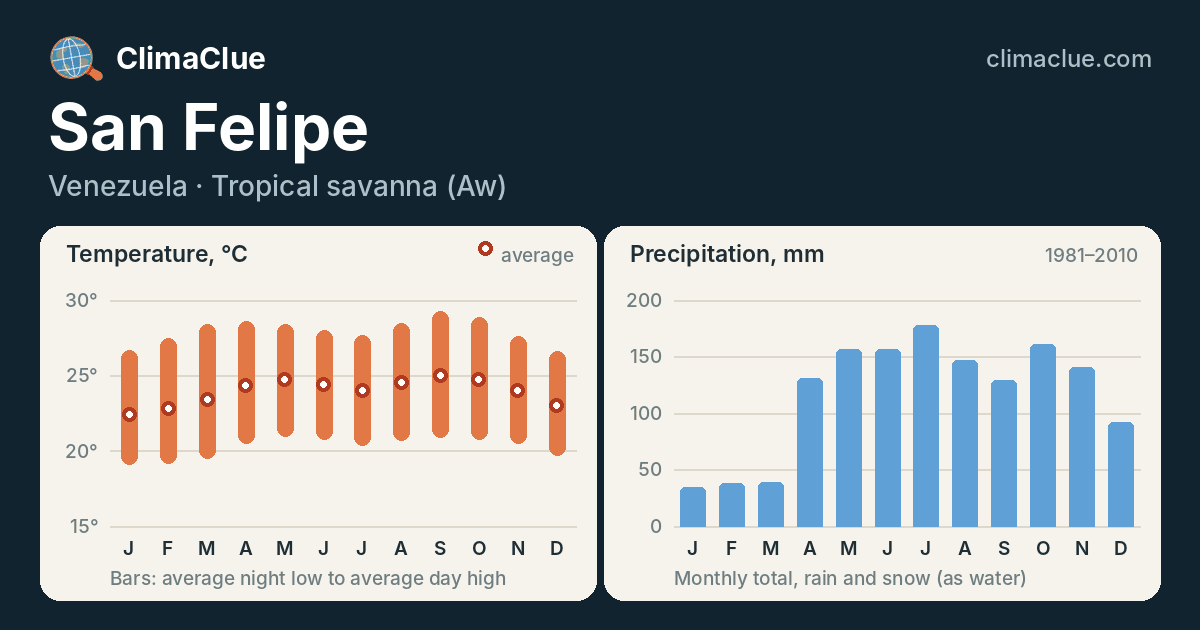 ClimaClue
climaclue.com
San Felipe
Venezuela · Tropical savanna (Aw)
Temperature, °C
average
30°
25°
20°
15°
J F M A M J J A S O N D
Bars: average night low to average day high
Precipitation, mm
1981–2010
200
150
100
50
0
J F M A M J J A S O N D
Monthly total, rain and snow (as water)